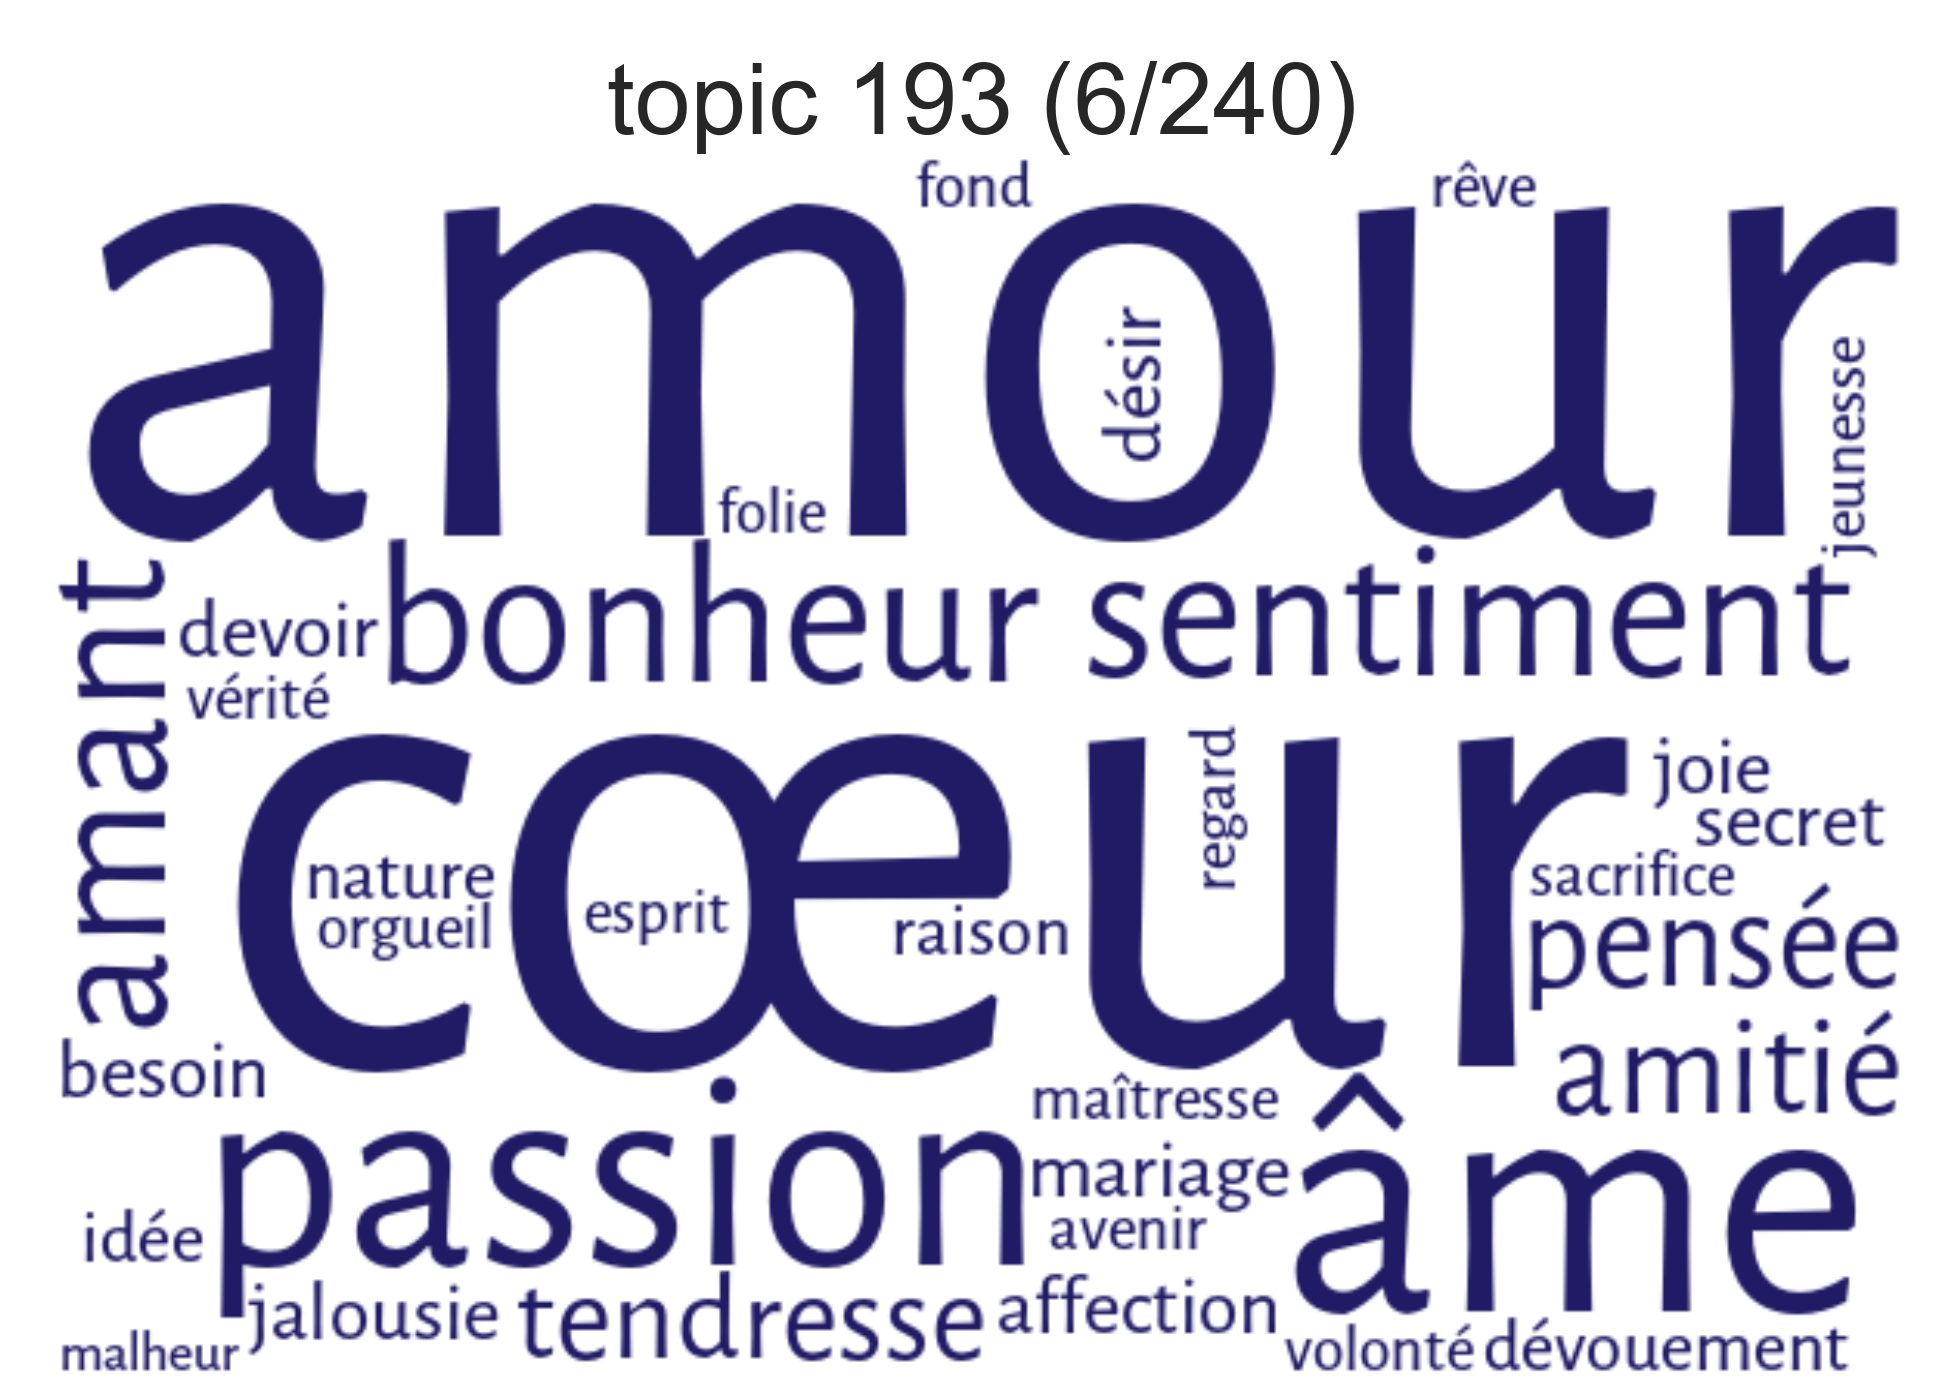 topic 193 (6/240)
fond
rêve
amour
désir
jeunesse
folie
amant
devoir
bonheur
sentiment
vérité
cœur
regard
joie
secret
nature
sacrifice
orgueil
esprit
raison
pensée
besoin
amitié
maîtresse
passion
mariage
âme
idée
avenir
jalousie
tendresse
affection
malheur
volonté
dévouement